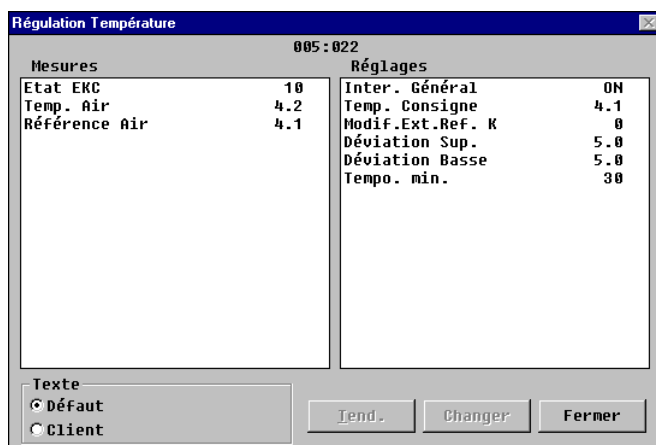 Régulation Température
005:022
Mesures
Etat EKC 10
Temp. Air 4.2
Référence Air 4.1
Réglages
Inter. Général ON
Temp. Consigne 4.1
Modif.Ext.Ref. K 0
Déviation Sup. 5.0
Déviation Basse 5.0
Tempo. min. 30
Texte
Défaut
Client
Tend.
Changer
Fermer